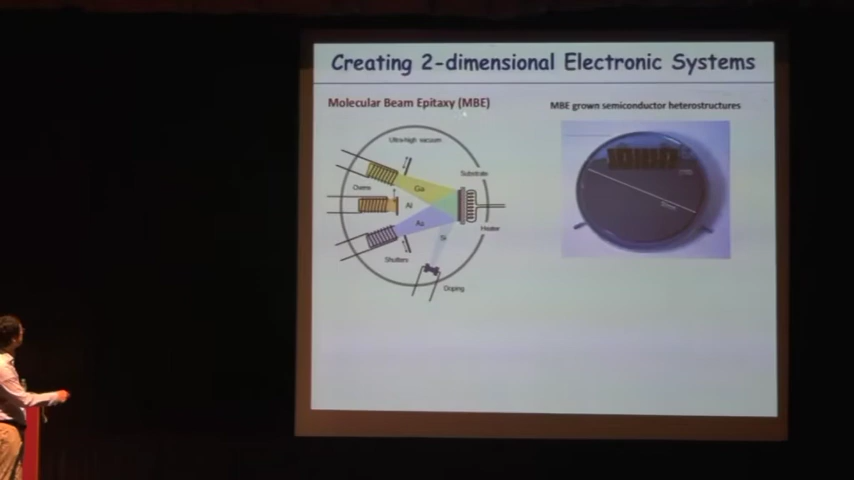 Creating 2-dimensional Electronic Systems
Molecular Beam Epitaxy (MBE)
MBE grown semiconductor heterostructures
Ultra-high vacuum
Substrate
Ovens
Ga
Al
As
Si
Heater
Shutters
Doping